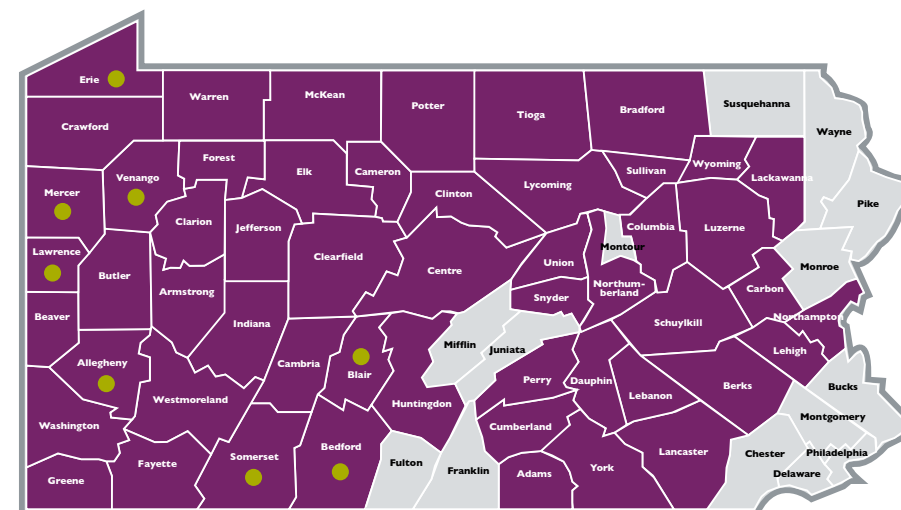 Erie
Warren
McKean
Potter
Tioga
Bradford
Susquehanna
Wayne
Crawford
Forest
Elk
Cameron
Sullivan
Wyoming
Lackawanna
Mercer
Venango
Clarion
Jefferson
Clinton
Lycoming
Columbia
Luzerne
Pike
Lawrence
Butler
Clearfield
Centre
Union
Montour
Monroe
Armstrong
Snyder
Northum-
berland
Carbon
Beaver
Indiana
Schuylkill
Northampton
Allegheny
Cambria
Blair
Mifflin
Juniata
Lehigh
Westmoreland
Huntingdon
Perry
Dauphin
Lebanon
Berks
Bucks
Washington
Cumberland
Montgomery
Greene
Fayette
Somerset
Bedford
Fulton
Franklin
Adams
York
Lancaster
Chester
Philadelphia
Delaware